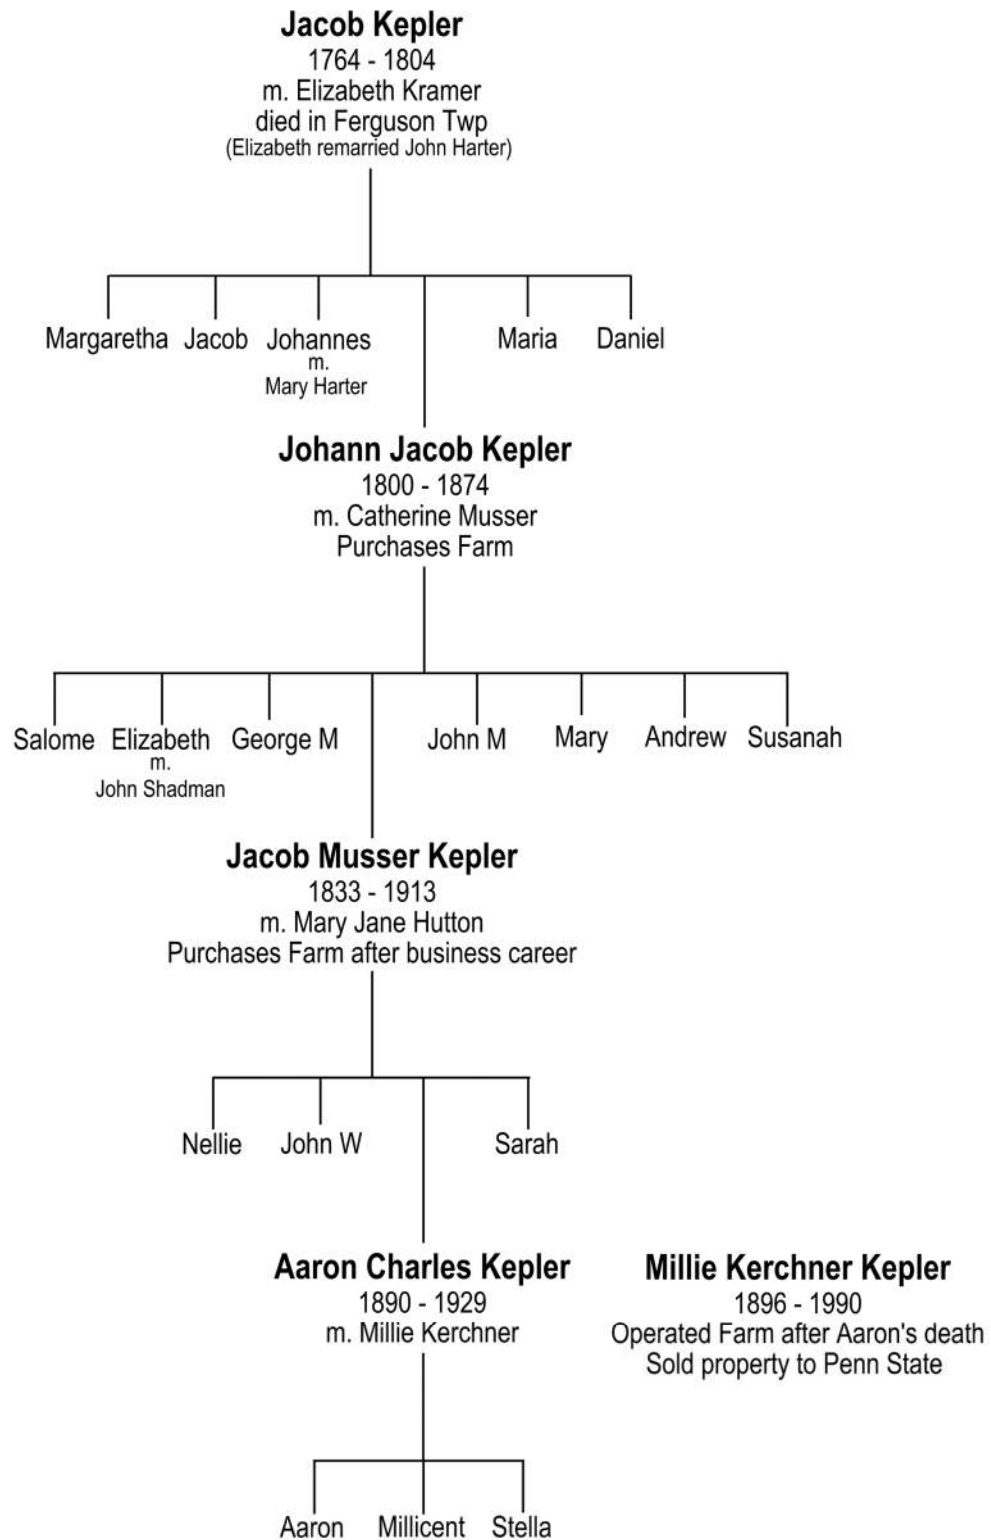 Jacob Kepler
1764 - 1804
m. Elizabeth Kramer
died in Ferguson Twp
(Elizabeth remarried John Harter)
Margaretha Jacob Johannes Maria Daniel
m.
Mary Harter
Johann Jacob Kepler
1800 - 1874
m. Catherine Musser
Purchases Farm
Salome Elizabeth George M John M Mary Andrew Susanah
m.
John Shadman
Jacob Musser Kepler
1833 - 1913
m. Mary Jane Hutton
Purchases Farm after business career
Nellie John W Sarah
Aaron Charles Kepler
1890 - 1929
m. Millie Kerchner
Millie Kerchner Kepler
1896 - 1990
Operated Farm after Aaron's death
Sold property to Penn State
Aaron Millicent Stella